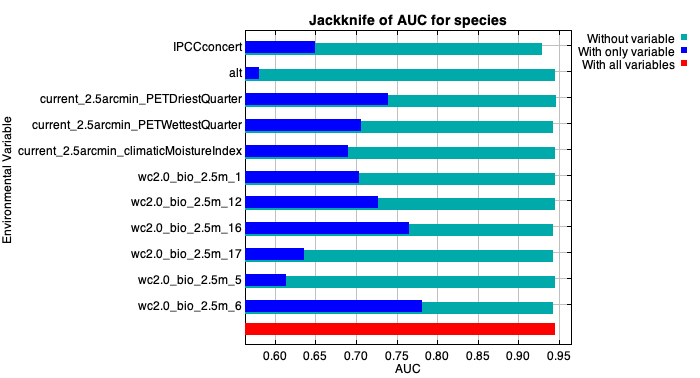 Jackknife of AUC for species
Without variable
With only variable
With all variables
Environmental Variable
IPCCconcert
alt
current_2.5arcmin_PETDriestQuarter
current_2.5arcmin_PETWettestQuarter
current_2.5arcmin_climaticMoistureIndex
wc2.0_bio_2.5m_1
wc2.0_bio_2.5m_12
wc2.0_bio_2.5m_16
wc2.0_bio_2.5m_17
wc2.0_bio_2.5m_5
wc2.0_bio_2.5m_6
0.60 0.65 0.70 0.75 0.80 0.85 0.90 0.95
AUC